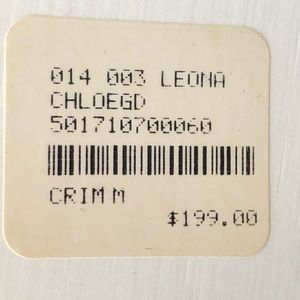 014 003 LEONA
CHLOEGD
501710700060
CRIM M
$199.00